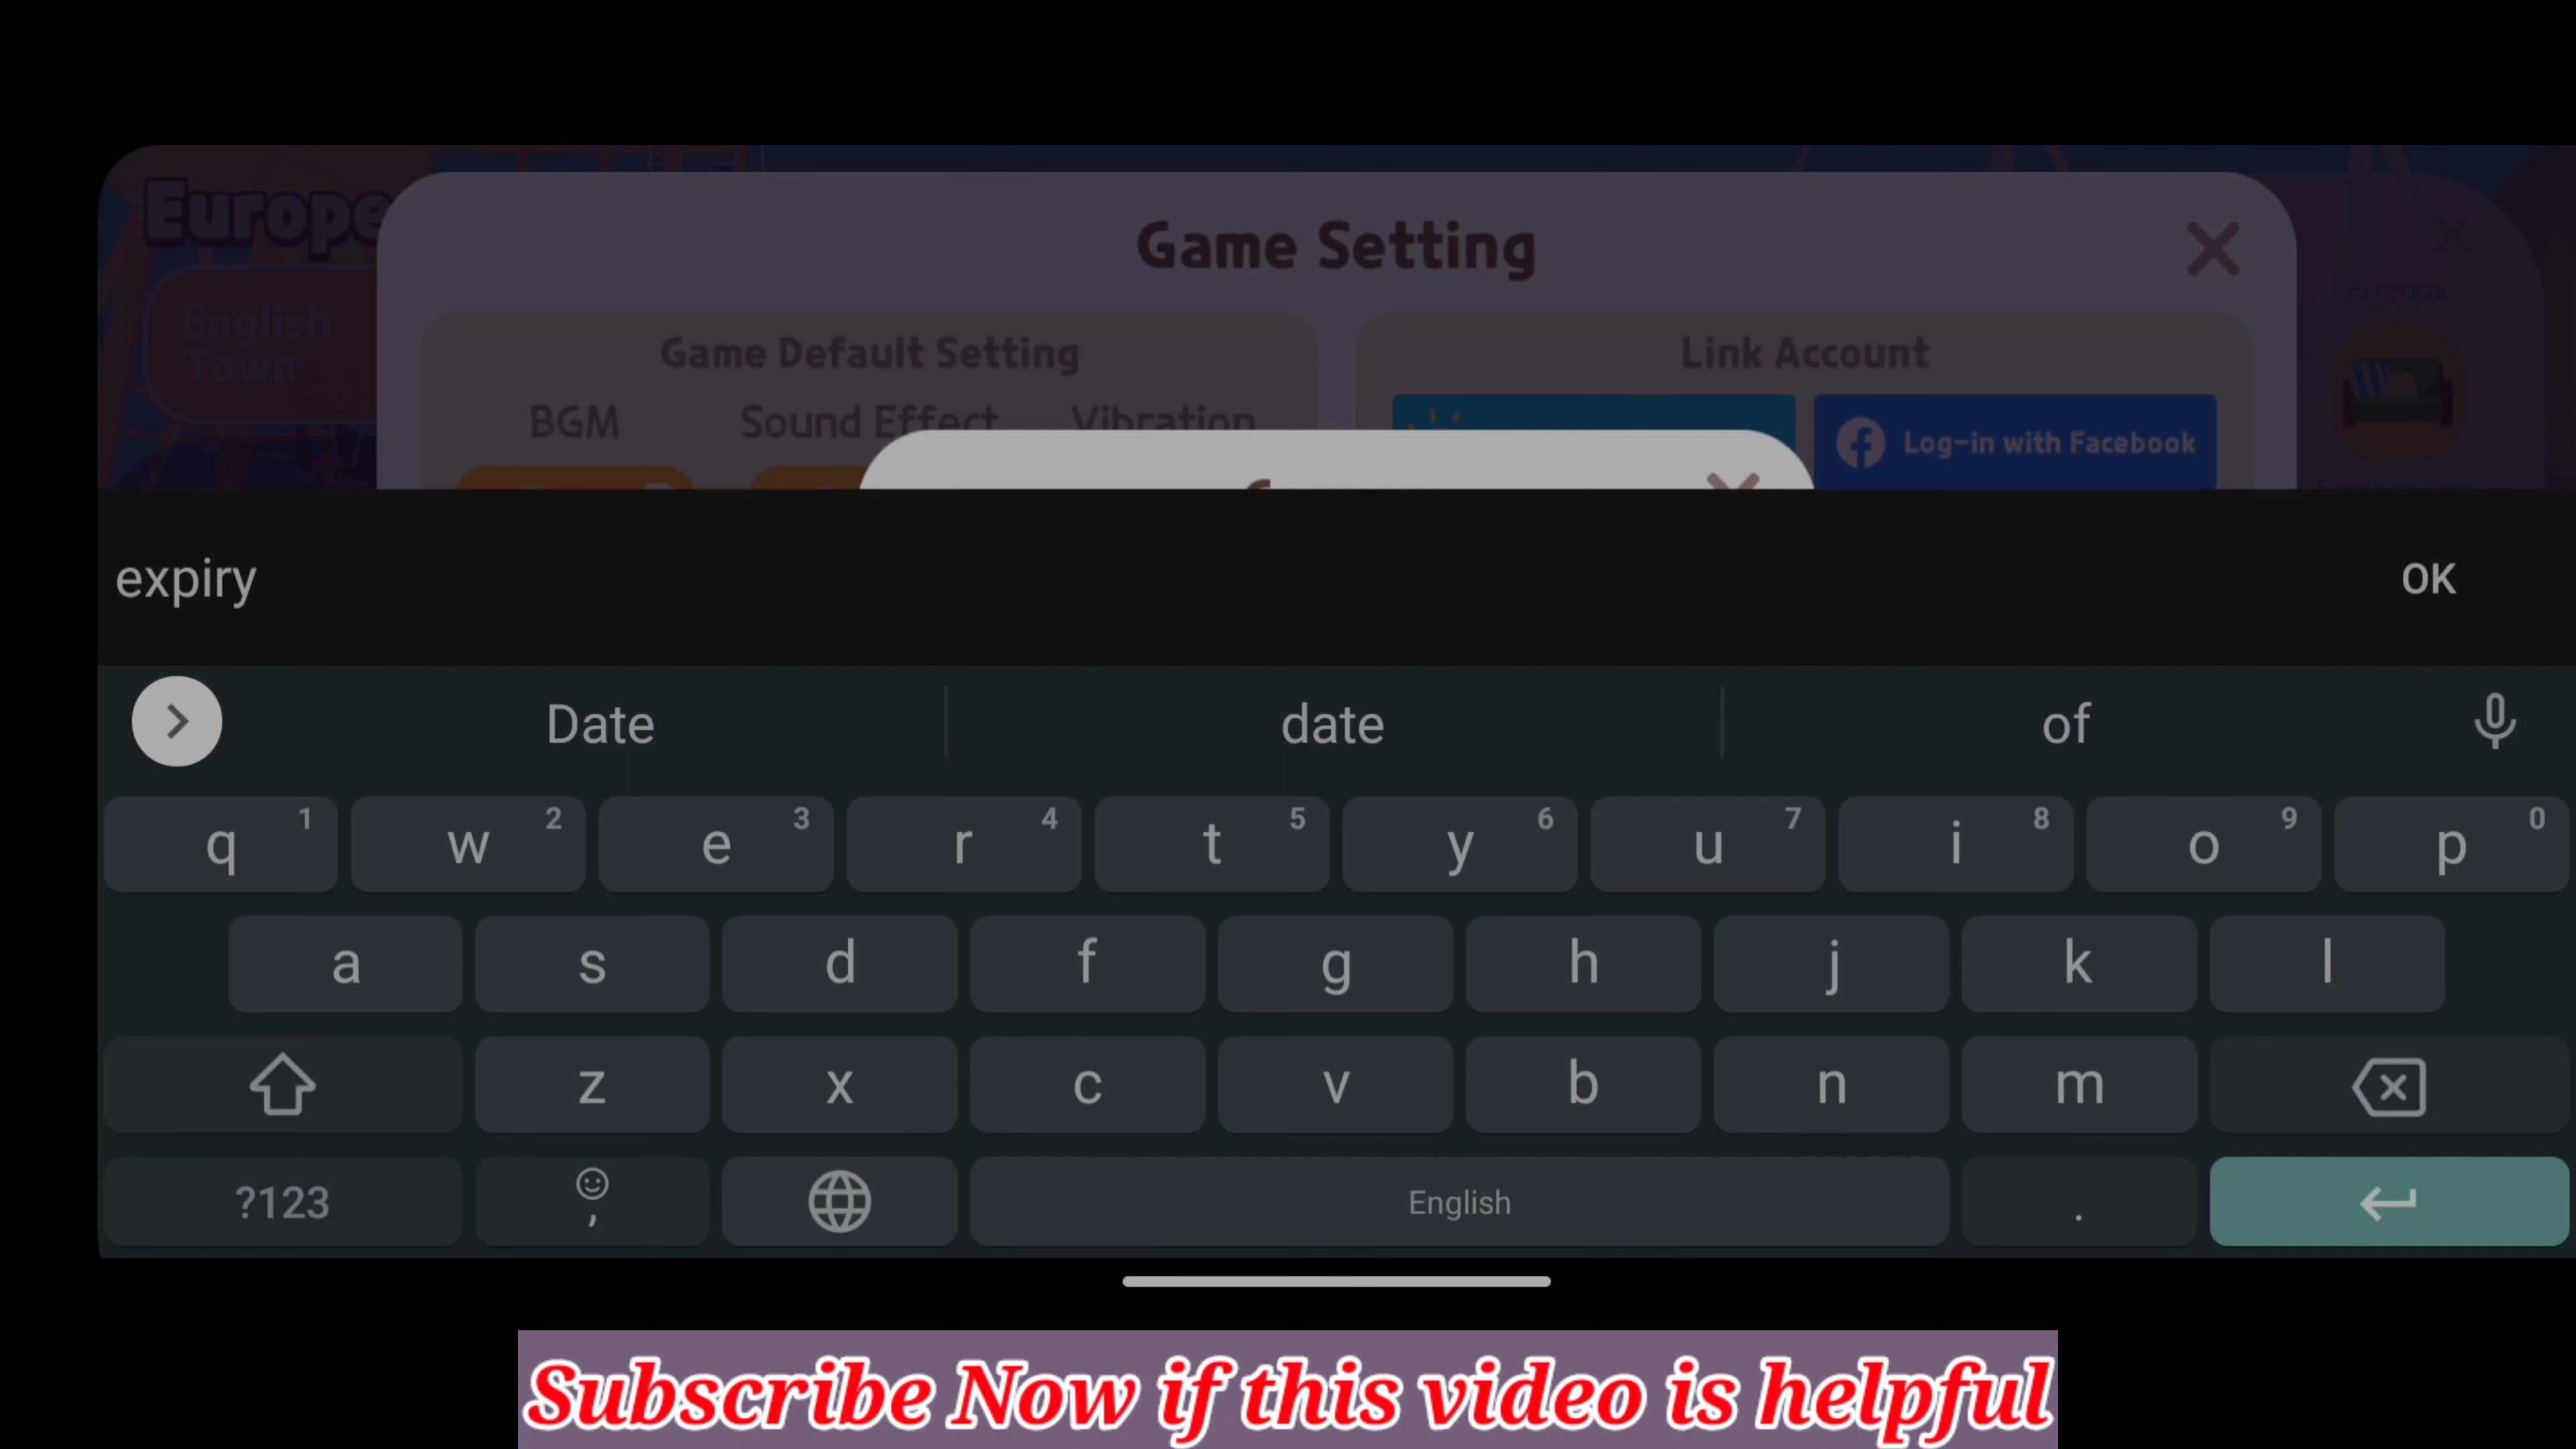 Europe
Game Setting
Friends
English
Town
Game Default Setting
Link Account
BGM
Sound Effect
Vibration
Log-in with Facebook
expiry
OK
Date
date
of
q 1 w 2 e 3 r 4 t 5 y 6 u 7 i 8 o 9 p 0
a s d f g h j k l
z x c v b n m
?123 , English .
Subscribe Now if this video is helpful